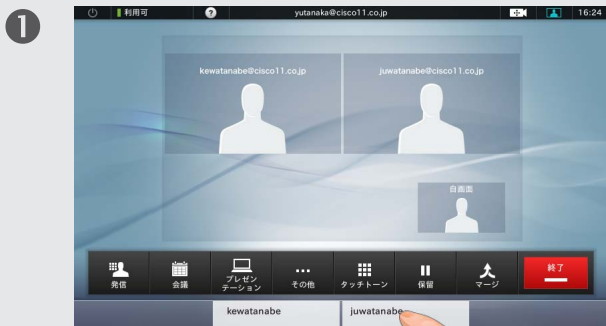 1
利用可
?
yutanaka@cisco11.co.jp
16:24
kewatanabe@cisco11.co.jp
juwatanabe@cisco11.co.jp
自画面
発信
会議
プレゼン
テーション
その他
タッチトーン
保留
マージ
終了
kewatanabe
juwatanabe